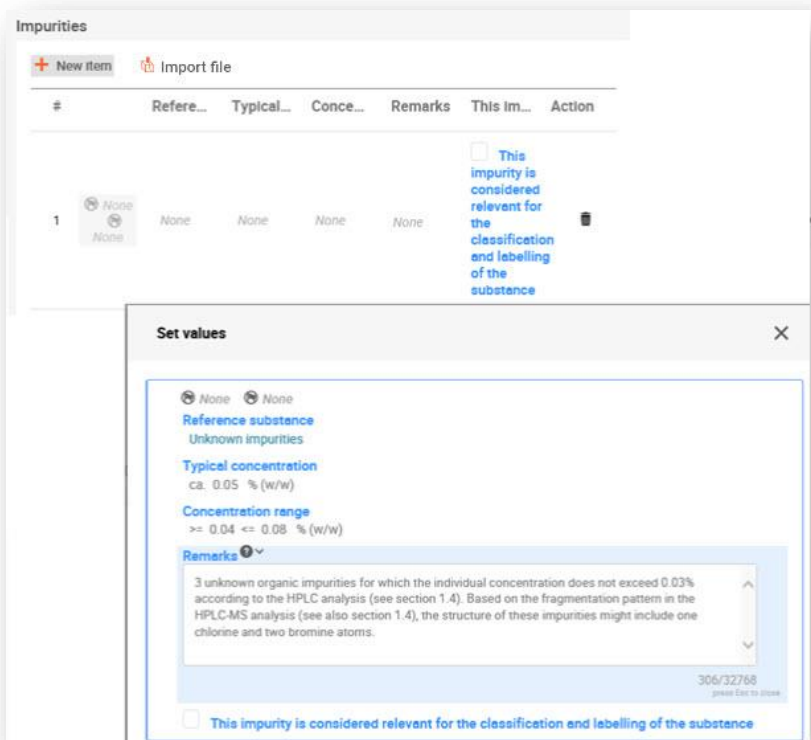 Impurities
New item Import file
# Refere... Typical... Conce... Remarks This im... Action
This
impurity is
considered
relevant for
the
classification
and labelling
of the
substance
1 None None None None None None
Set values
None None
Reference substance
Unknown impurities
Typical concentration
ca. 0.05 % (w/w)
Concentration range
>= 0.04 <= 0.08 % (w/w)
Remarks
3 unknown organic impurities for which the individual concentration does not exceed 0.03%
according to the HPLC analysis (see section 1.4). Based on the fragmentation pattern in the
HPLC-MS analysis (see also section 1.4), the structure of these impurities might include one
chlorine and two bromine atoms.
306/32768
press Esc to close
This impurity is considered relevant for the classification and labelling of the substance